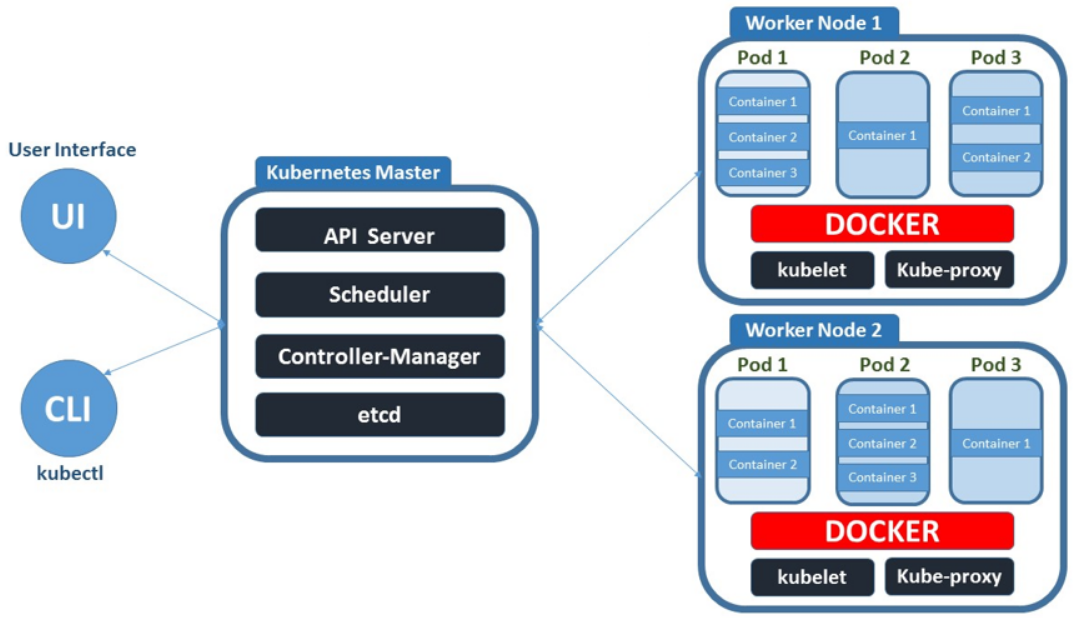 User Interface
UI
CLI
kubectl
Kubernetes Master
API Server
Scheduler
Controller-Manager
etcd
Worker Node 1
Pod 1
Container 1
Container 2
Container 3
Pod 2
Container 1
Pod 3
Container 1
Container 2
DOCKER
kubelet
Kube-proxy
Worker Node 2
Pod 1
Container 1
Container 2
Pod 2
Container 1
Container 2
Container 3
Pod 3
Container 1
DOCKER
kubelet
Kube-proxy